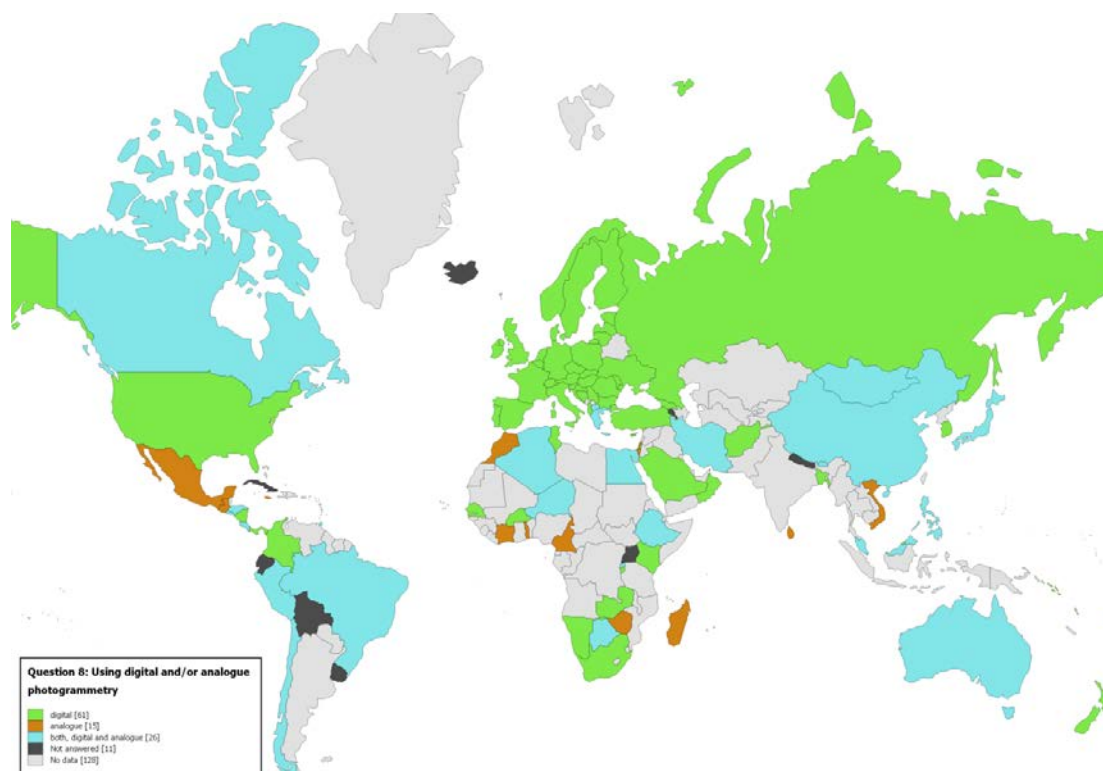 Question 8: Using digital and/or analogue
photogrammetry
digital [61]
analogue [15]
both, digital and analogue [26]
Not answered [11]
No data [128]